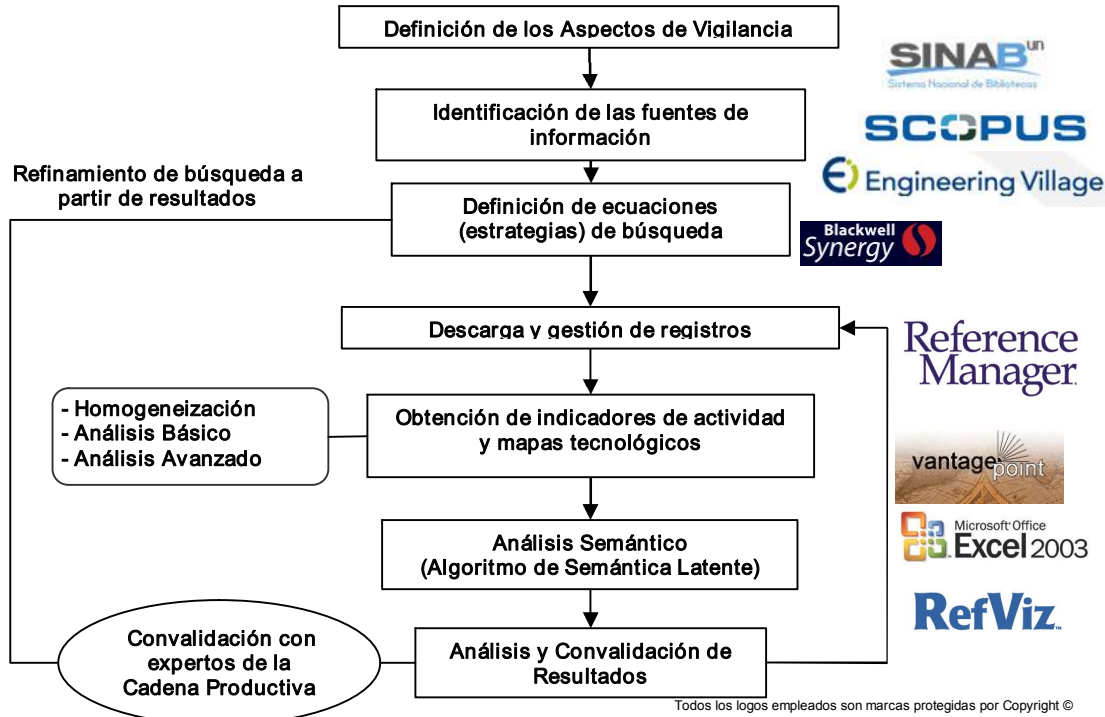 Definición de los Aspectos de Vigilancia
SINAB un
Sistema Nacional de Bibliotecas
Identificación de las fuentes de
información
SCOPUS
Engineering Village
Refinamiento de búsqueda a
partir de resultados
Definición de ecuaciones
(estrategias) de búsqueda
Blackwell
Synergy
Descarga y gestión de registros
Reference
Manager
- Homogeneización
- Análisis Básico
- Análisis Avanzado
Obtención de indicadores de actividad
y mapas tecnológicos
vantage
point
Análisis Semántico
(Algoritmo de Semántica Latente)
Microsoft Office
Excel 2003
RefViz™
Convalidación con
expertos de la
Cadena Productiva
Análisis y Convalidación de
Resultados
Todos los logos empleados son marcas protegidas por Copyright ©